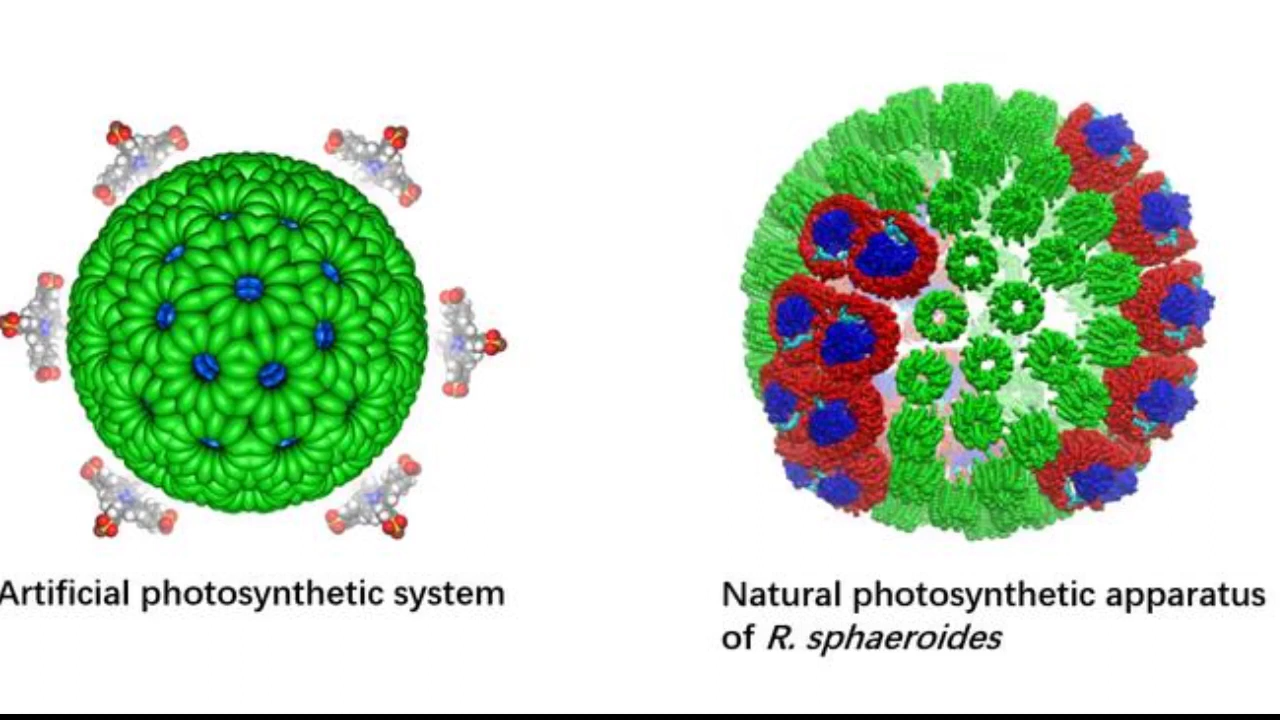 Artificial photosynthetic system
Natural photosynthetic apparatus
of R. sphaeroides